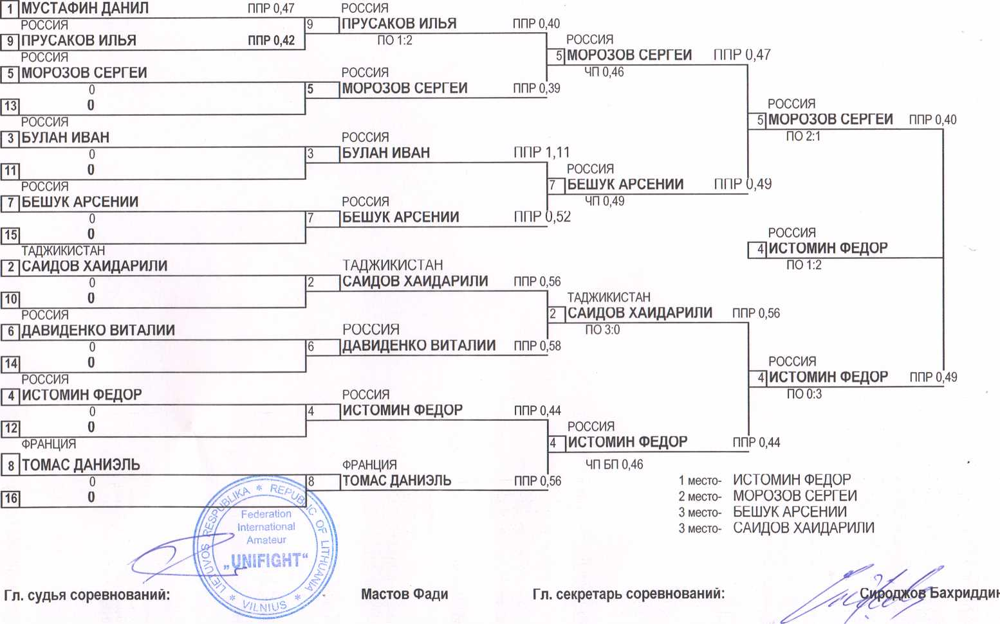 1 МУСТАФИН ДАНИЛ ППР 0,47
РОССИЯ
9 ПРУСАКОВ ИЛЬЯ ППР 0,42
РОССИЯ
5 МОРОЗОВ СЕРГЕИ
0
13 0
РОССИЯ
3 БУЛАН ИВАН
0
11 0
РОССИЯ
7 БЕШУК АРСЕНИИ
0
15 0
ТАДЖИКИСТАН
2 САИДОВ ХАИДАРИЛИ
0
10 0
РОССИЯ
6 ДАВИДЕНКО ВИТАЛИИ
0
14 0
РОССИЯ
4 ИСТОМИН ФЕДОР
0
12 0
ФРАНЦИЯ
8 ТОМАС ДАНИЭЛЬ
0
16 0
РОССИЯ
9 ПРУСАКОВ ИЛЬЯ ППР 0,40
ПО 1:2
РОССИЯ
5 МОРОЗОВ СЕРГЕИ ППР 0,39
РОССИЯ
3 БУЛАН ИВАН ППР 1,11
РОССИЯ
7 БЕШУК АРСЕНИИ ППР 0,52
ТАДЖИКИСТАН
2 САИДОВ ХАИДАРИЛИ ППР 0,56
РОССИЯ
6 ДАВИДЕНКО ВИТАЛИИ ППР 0,58
РОССИЯ
4 ИСТОМИН ФЕДОР ППР 0,44
ФРАНЦИЯ
8 ТОМАС ДАНИЭЛЬ ППР 0,56
РОССИЯ
5 МОРОЗОВ СЕРГЕИ ППР 0,47
ЧП 0,46
РОССИЯ
7 БЕШУК АРСЕНИИ ППР 0,49
ЧП 0,49
ТАДЖИКИСТАН
2 САИДОВ ХАИДАРИЛИ ППР 0,56
ПО 3:0
РОССИЯ
4 ИСТОМИН ФЕДОР ППР 0,44
ЧП БП 0,46
РОССИЯ
5 МОРОЗОВ СЕРГЕИ ППР 0,40
ПО 2:1
РОССИЯ
4 ИСТОМИН ФЕДОР
ПО 1:2
РОССИЯ
4 ИСТОМИН ФЕДОР ППР 0,49
ПО 0:3
1 место- ИСТОМИН ФЕДОР
2 место- МОРОЗОВ СЕРГЕИ
3 место- БЕШУК АРСЕНИИ
3 место- САИДОВ ХАИДАРИЛИ
LIETUVOS RESPUBLIKA * REPUBLIC OF LITHUANIA * VILNIUS *
Federation
International
Amateur
„UNIFIGHT“
Гл. судья соревнований: Мастов Фади Гл. секретарь соревнований: Сироджов Бахриддин